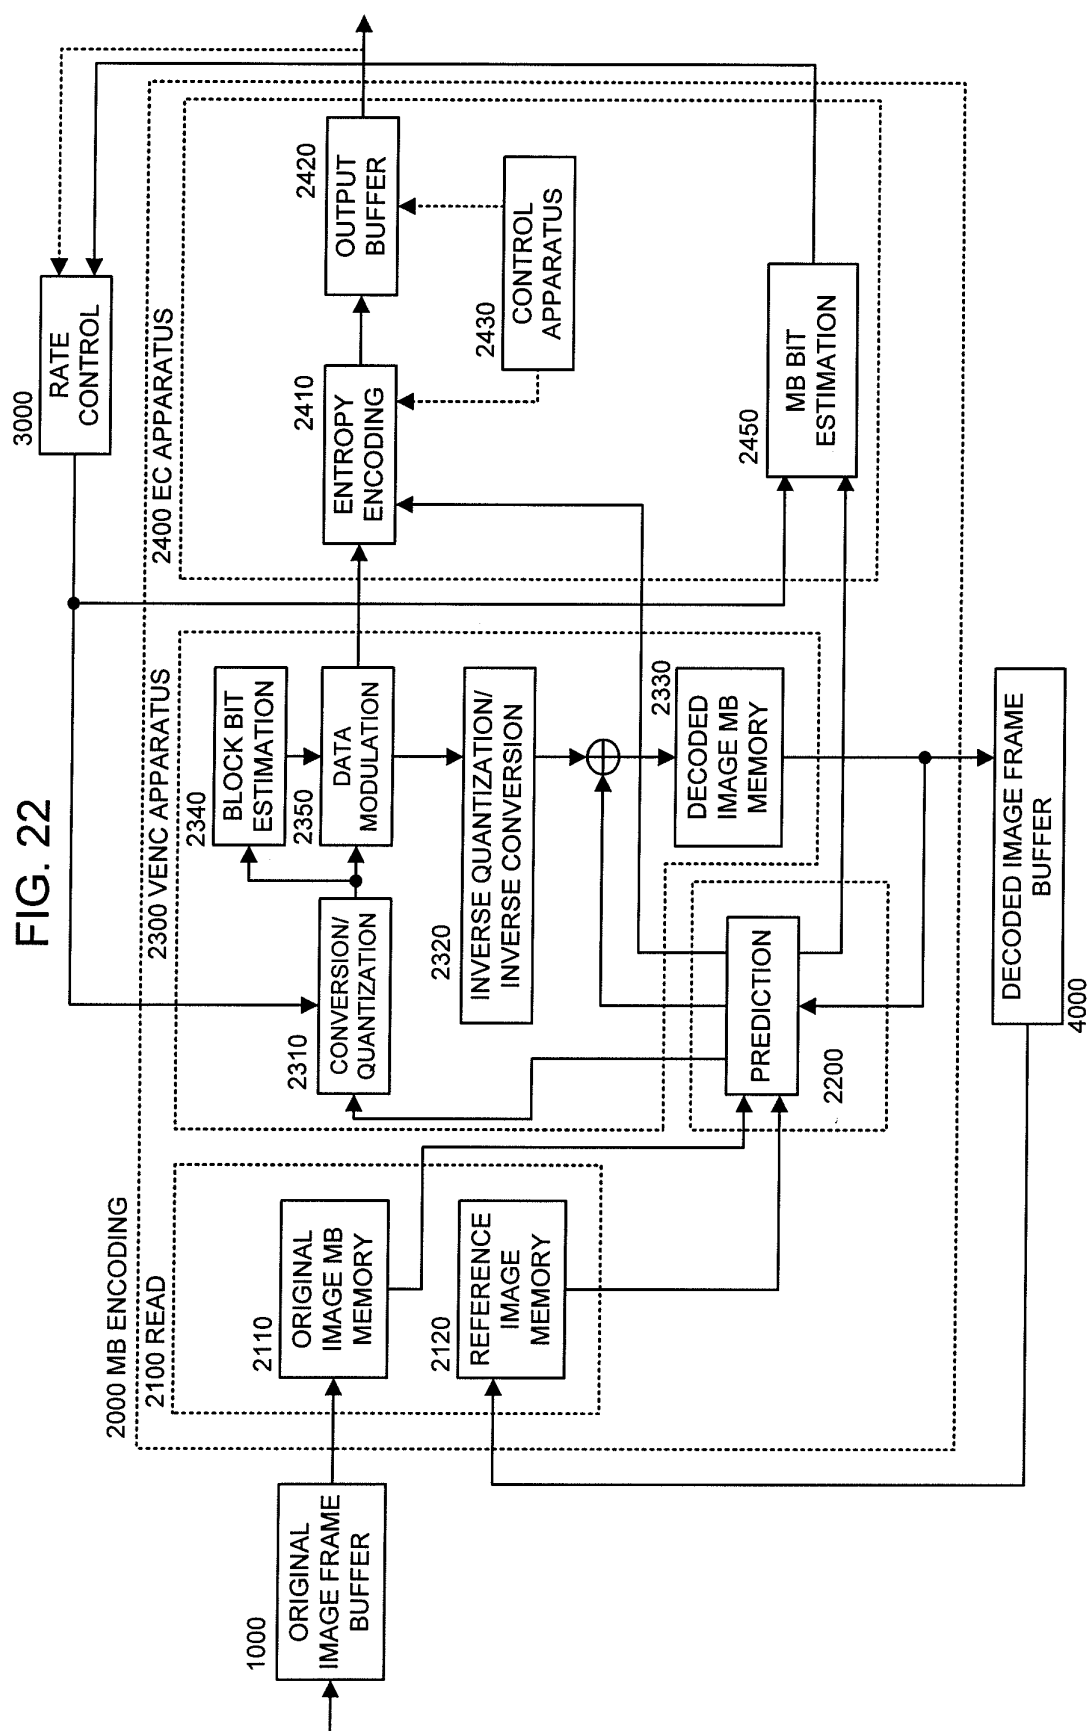 FIG. 22
1000
ORIGINAL
IMAGE FRAME
BUFFER
2000 MB ENCODING
2100 READ
2110
ORIGINAL
IMAGE MB
MEMORY
2120
REFERENCE
IMAGE
MEMORY
2300 VENC APPARATUS
2310
CONVERSION/
QUANTIZATION
2340
BLOCK BIT
ESTIMATION
2350
DATA
MODULATION
2320
INVERSE QUANTIZATION/
INVERSE CONVERSION
2330
DECODED
IMAGE MB
MEMORY
PREDICTION
2200
3000
RATE
CONTROL
2400 EC APPARATUS
2410
ENTROPY
ENCODING
2420
OUTPUT
BUFFER
2430
CONTROL
APPARATUS
2450
MB BIT
ESTIMATION
DECODED IMAGE FRAME
BUFFER
4000